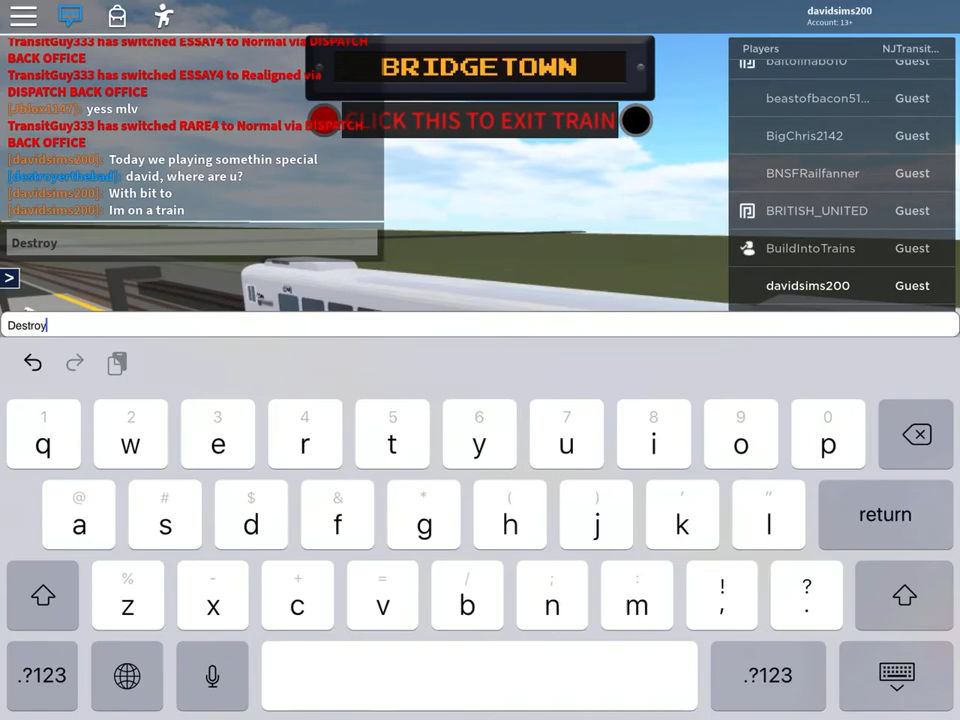 davidsims200
Account: 13+
TransitGuy333 has switched ESSAY4 to Normal via DISPATCH
BACK OFFICE
TransitGuy333 has switched ESSAY4 to Realigned via
DISPATCH BACK OFFICE
[Jblox1147]: yess mlv
TransitGuy333 has switched RARE4 to Normal via DISPATCH
BACK OFFICE
[davidsims200]: Today we playing somethin special
[destroyerthebad]: david, where are u?
[davidsims200]: With bit to
[davidsims200]: Im on a train
Destroy
>
BRIDGETOWN
CLICK THIS TO EXIT TRAIN
Players NJTransit...
Guest
beastofbacon51... Guest
BigChris2142 Guest
BNSFRailfanner Guest
BRITISH_UNITED Guest
BuildIntoTrains Guest
davidsims200 Guest
Destroy
1 2 3 4 5 6 7 8 9 0
q w e r t y u i o p
@ # $ & * ( ) ' "
a s d f g h j k l return
% - + = / ; : ! ?
z x c v b n m , .
.?123 .?123